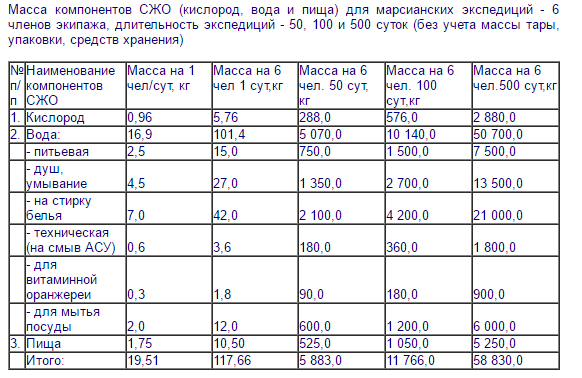 Масса компонентов СЖО (кислород, вода и пища) для марсианских экспедиций - 6
членов экипажа, длительность экспедиций - 50, 100 и 500 суток (без учета массы тары,
упаковки, средств хранения)
№ п/п Наименование компонентов СЖО Масса на 1 чел/сут, кг Масса на 6 чел 1 сут,кг Масса на 6 чел. 50 сут, кг Масса на 6 чел. 100 сут,кг Масса на 6 чел.500 сут,кг
1. Кислород 0,96 5,76 288,0 576,0 2 880,0
2. Вода: 16,9 101,4 5 070,0 10 140,0 50 700,0
- питьевая 2,5 15,0 750,0 1 500,0 7 500,0
- душ, умывание 4,5 27,0 1 350,0 2 700,0 13 500,0
- на стирку белья 7,0 42,0 2 100,0 4 200,0 21 000,0
- техническая (на смыв АСУ) 0,6 3,6 180,0 360,0 1 800,0
- для витаминной оранжереи 0,3 1,8 90,0 180,0 900,0
- для мытья посуды 2,0 12,0 600,0 1 200,0 6 000,0
3. Пища 1,75 10,50 525,0 1 050,0 5 250,0
Итого: 19,51 117,66 5 883,0 11 766,0 58 830,0